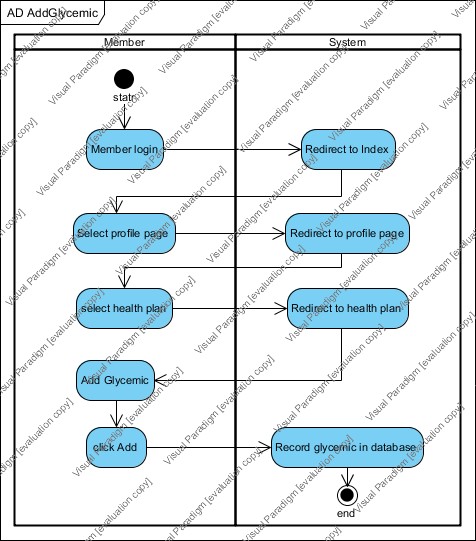 AD AddGlycemic
Member
System
statr
Member login
Redirect to Index
Select profile page
Redirect to profile page
select health plan
Redirect to health plan
Add Glycemic
click Add
Record glycemic in database
end
Visual Paradigm [evaluation copy]